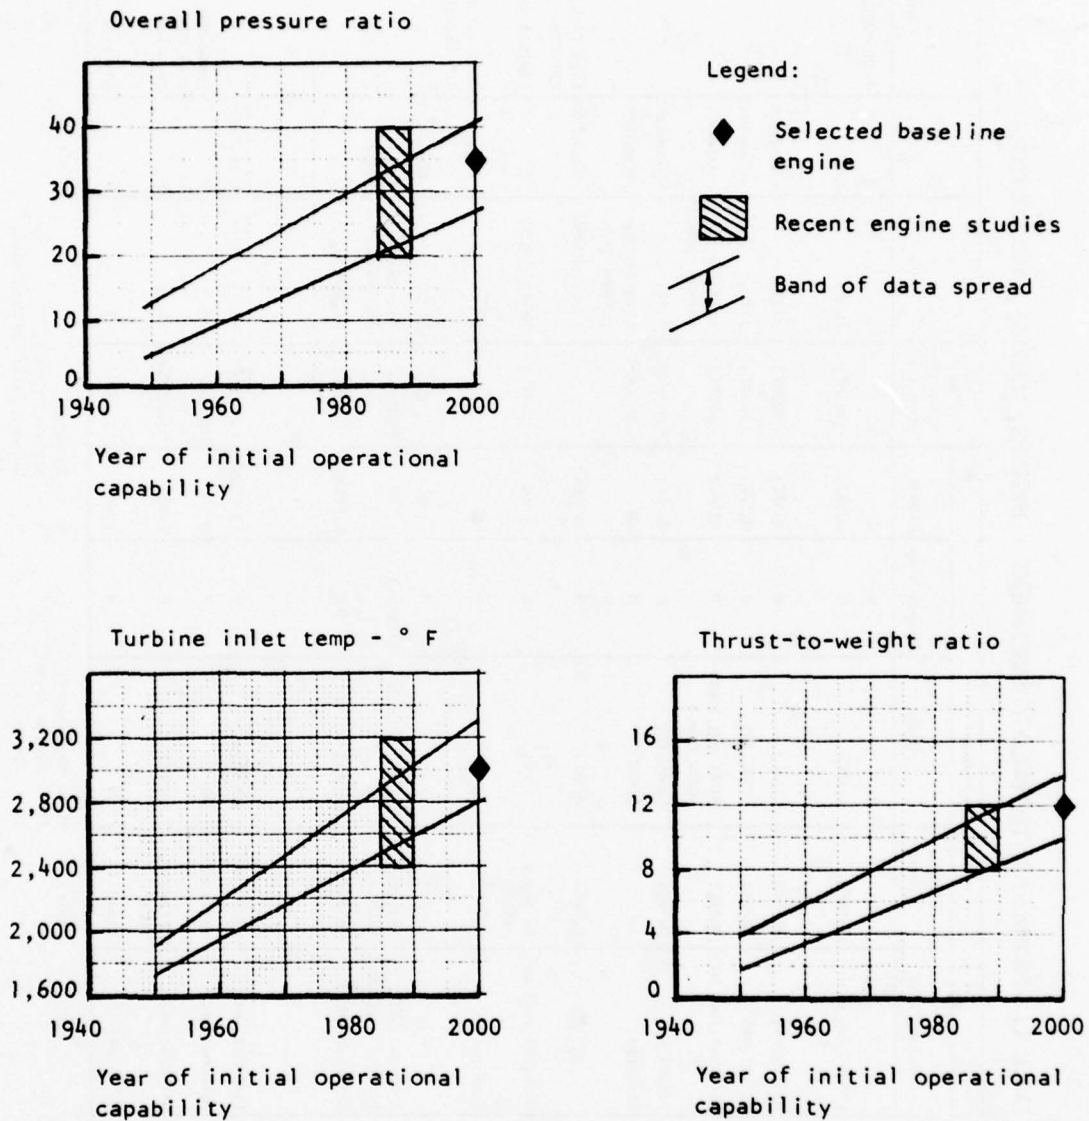 Overall pressure ratio
40
30
20
10
0
1940 1960 1980 2000
Year of initial operational
capability
Legend:
Selected baseline
engine
Recent engine studies
Band of data spread
Turbine inlet temp - ° F
3,200
2,800
2,400
2,000
1,600
1940 1960 1980 2000
Year of initial operational
capability
Thrust-to-weight ratio
16
12
8
4
0
1940 1960 1980 2000
Year of initial operational
capability